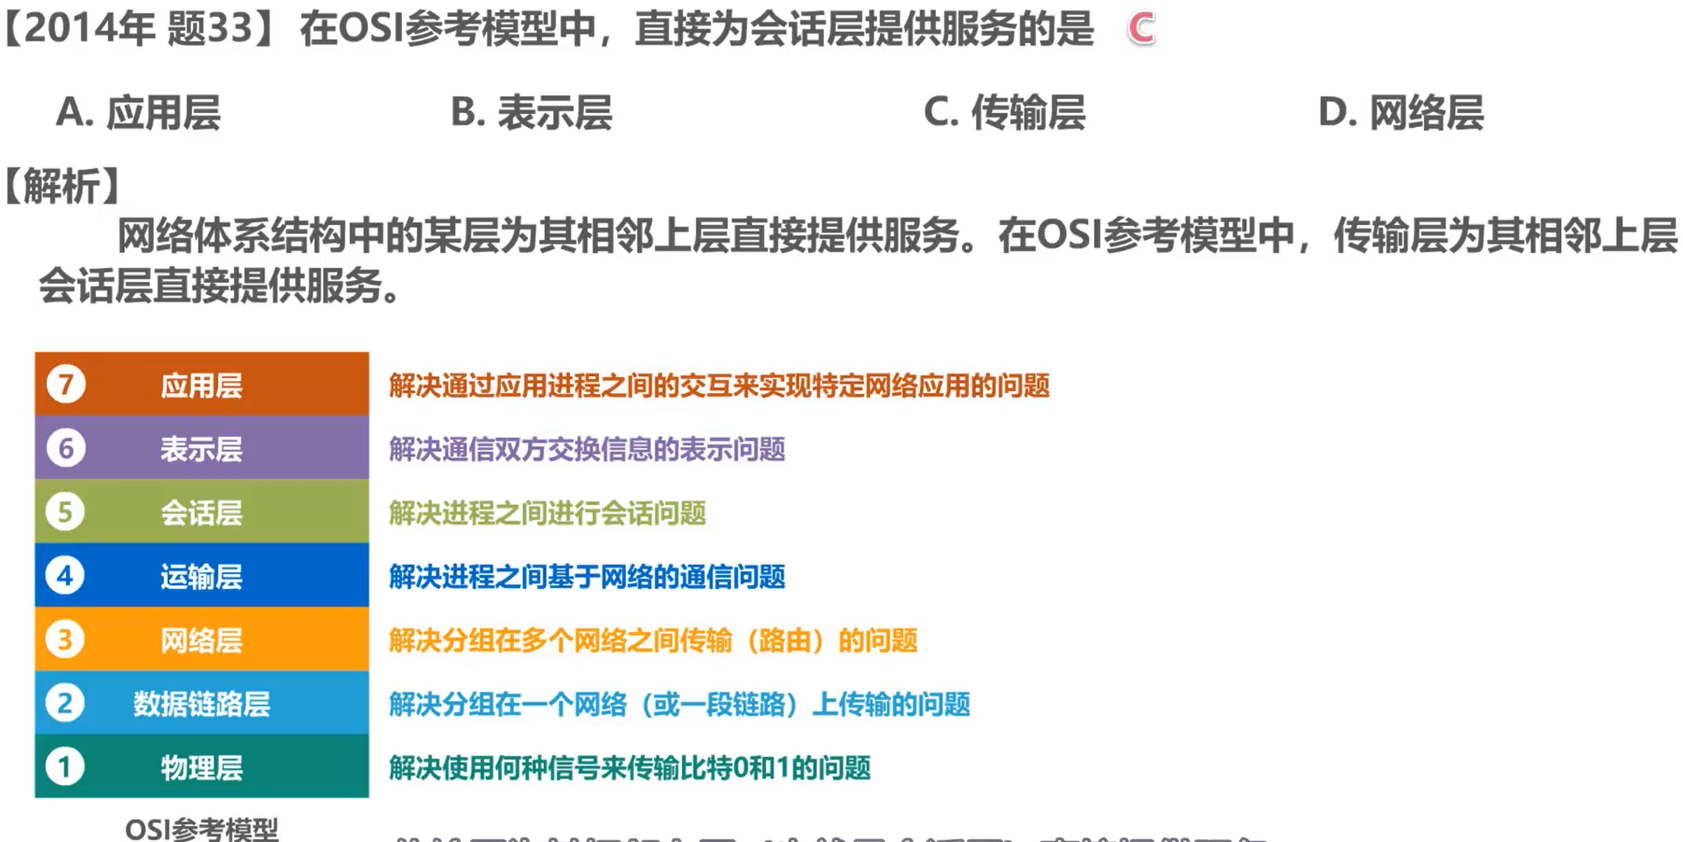 【2014年 题33】 在OSI参考模型中，直接为会话层提供服务的是 C
A. 应用层 B. 表示层 C. 传输层 D. 网络层
【解析】
网络体系结构中的某层为其相邻上层直接提供服务。在OSI参考模型中，传输层为其相邻上层
会话层直接提供服务。
7 应用层 解决通过应用进程之间的交互来实现特定网络应用的问题
6 表示层 解决通信双方交换信息的表示问题
5 会话层 解决进程之间进行会话问题
4 运输层 解决进程之间基于网络的通信问题
3 网络层 解决分组在多个网络之间传输（路由）的问题
2 数据链路层 解决分组在一个网络（或一段链路）上传输的问题
1 物理层 解决使用何种信号来传输比特0和1的问题
OSI参考模型